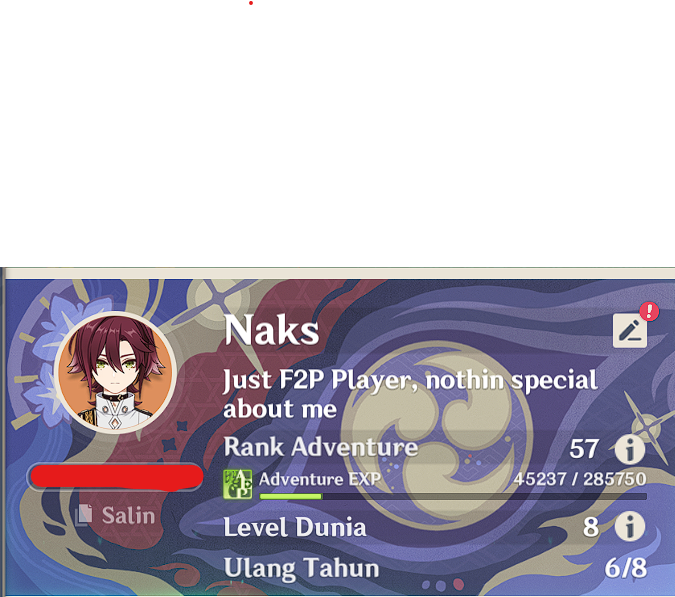 Naks
Just F2P Player, nothin special
about me
Rank Adventure 57
Adventure EXP 45237 / 285750
Salin
Level Dunia 8
Ulang Tahun 6/8